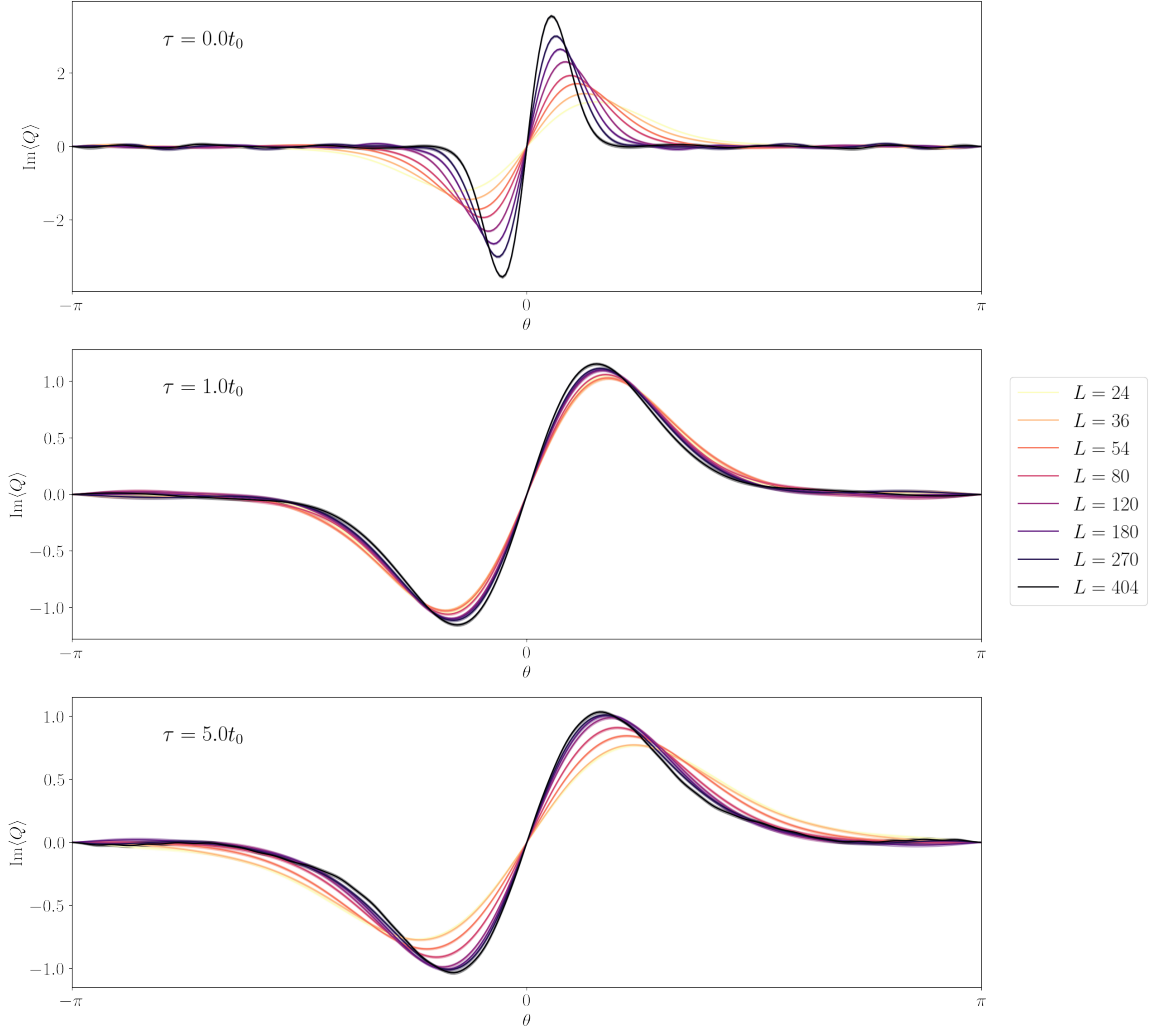 τ = 0.0t₀
Im⟨Q⟩
2
0
−2
−π
0
π
θ
τ = 1.0t₀
Im⟨Q⟩
1.0
0.5
0.0
−0.5
−1.0
−π
0
π
θ
L = 24
L = 36
L = 54
L = 80
L = 120
L = 180
L = 270
L = 404
τ = 5.0t₀
Im⟨Q⟩
1.0
0.5
0.0
−0.5
−1.0
−π
0
π
θ